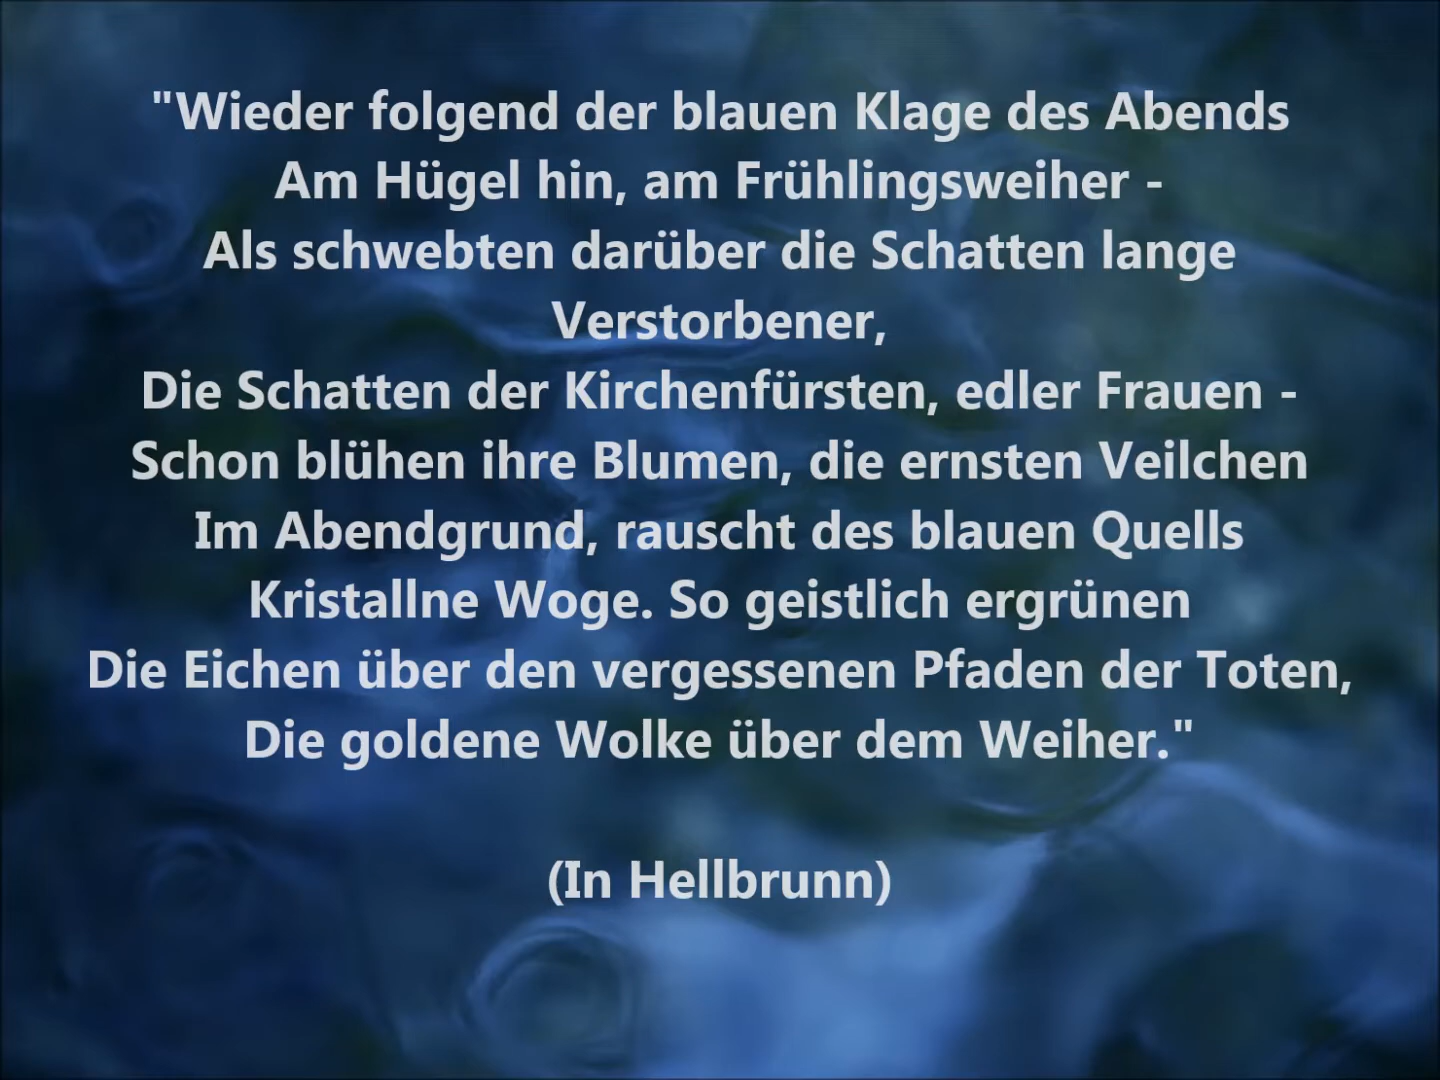 "Wieder folgend der blauen Klage des Abends
Am Hügel hin, am Frühlingsweiher -
Als schwebten darüber die Schatten lange
Verstorbener,
Die Schatten der Kirchenfürsten, edler Frauen -
Schon blühen ihre Blumen, die ernsten Veilchen
Im Abendgrund, rauscht des blauen Quells
Kristallne Woge. So geistlich ergrünen
Die Eichen über den vergessenen Pfaden der Toten,
Die goldene Wolke über dem Weiher."
(In Hellbrunn)